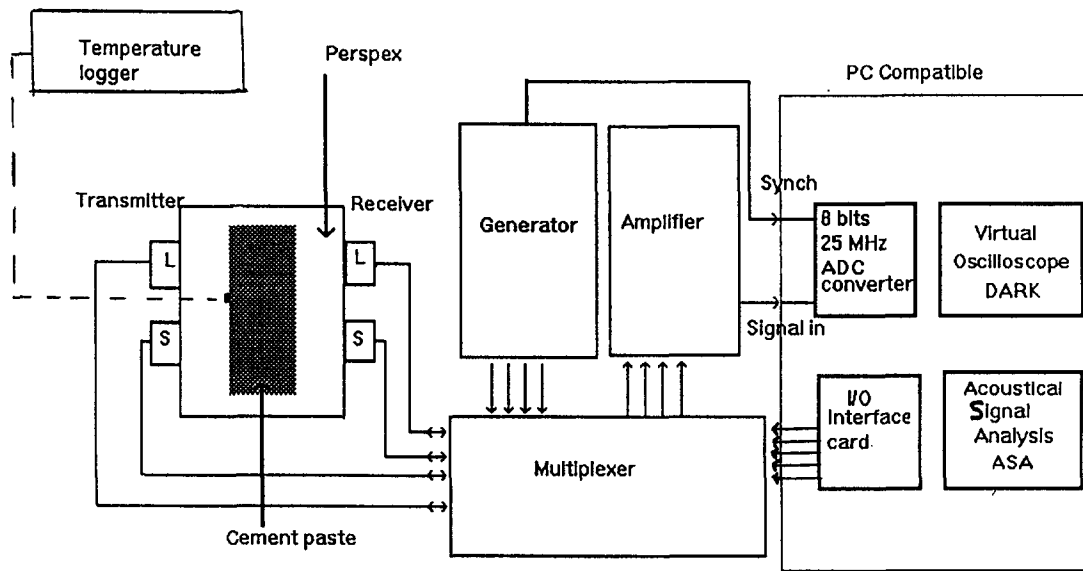 Temperature
logger
Perspex
PC Compatible
Transmitter
Receiver
Synch
Generator
Amplifier
8 bits
25 MHz
ADC
converter
Virtual
Oscilloscope
DARK
L
L
S
S
Signal in
I/O
Interface
card
Acoustical
Signal
Analysis
ASA
Multiplexer
Cement paste